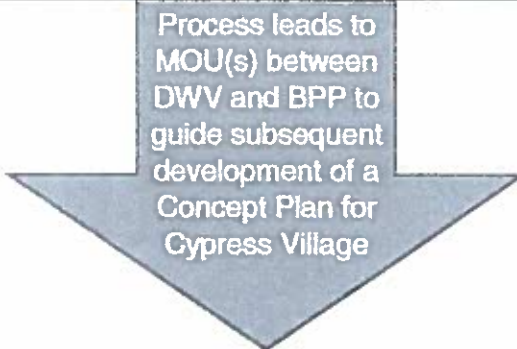 Process leads to
MOU(s) between
DWV and BPP to
guide subsequent
development of a
Concept Plan for
Cypress Village